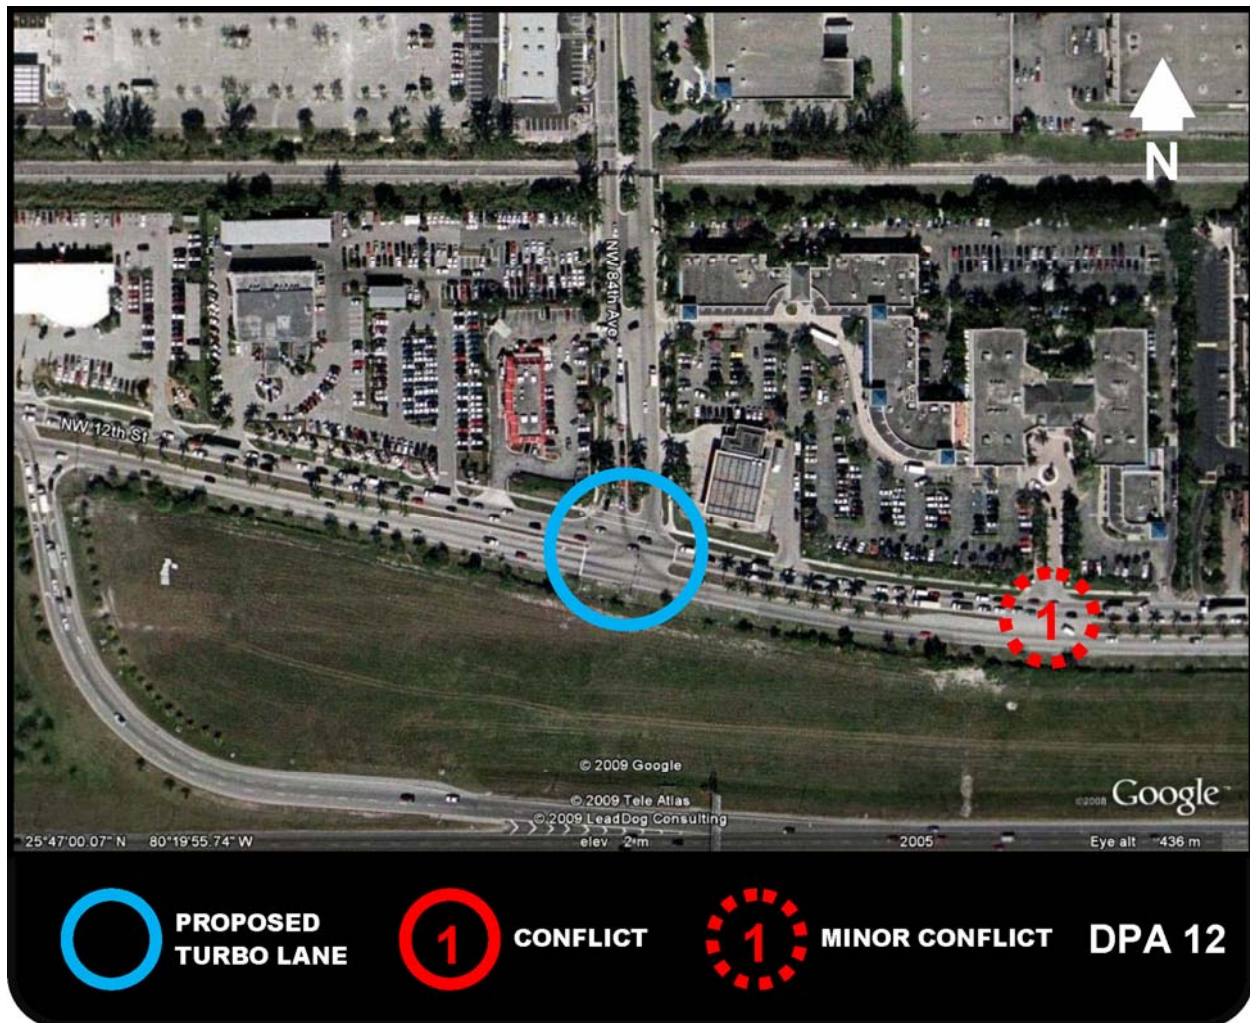 N
NW 84th Ave
NW 12th St
1
© 2009 Google
© 2009 Tele Atlas
© 2009 LeadDog Consulting
©2008 Google™
25°47'00.07" N 80°19'55.74" W elev 2 m 2005 Eye alt 436 m
PROPOSED
TURBO LANE
1
CONFLICT
1
MINOR CONFLICT
DPA 12